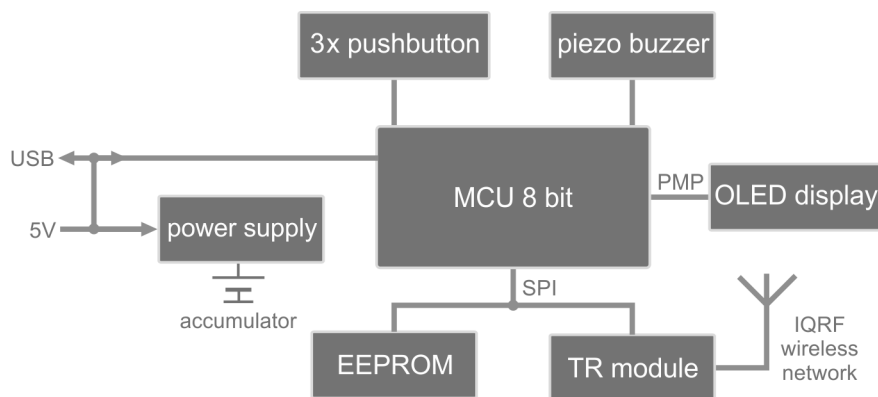 3x pushbutton
piezo buzzer
USB
MCU 8 bit
PMP
OLED display
5V
power supply
SPI
accumulator
IQRF
wireless
network
EEPROM
TR module